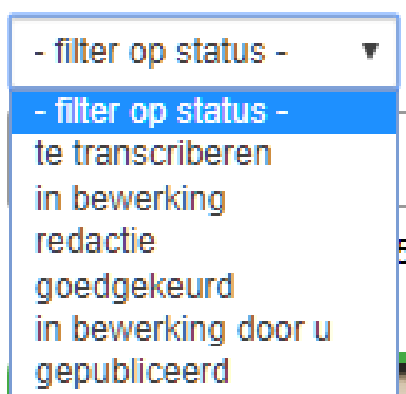 - filter op status -
- filter op status -
te transcriberen
in bewerking
redactie
goedgekeurd
in bewerking door u
gepubliceerd